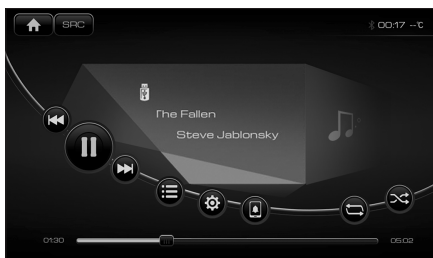 SRC
00:17 --℃
The Fallen
Steve Jablonsky
01:30
05:02